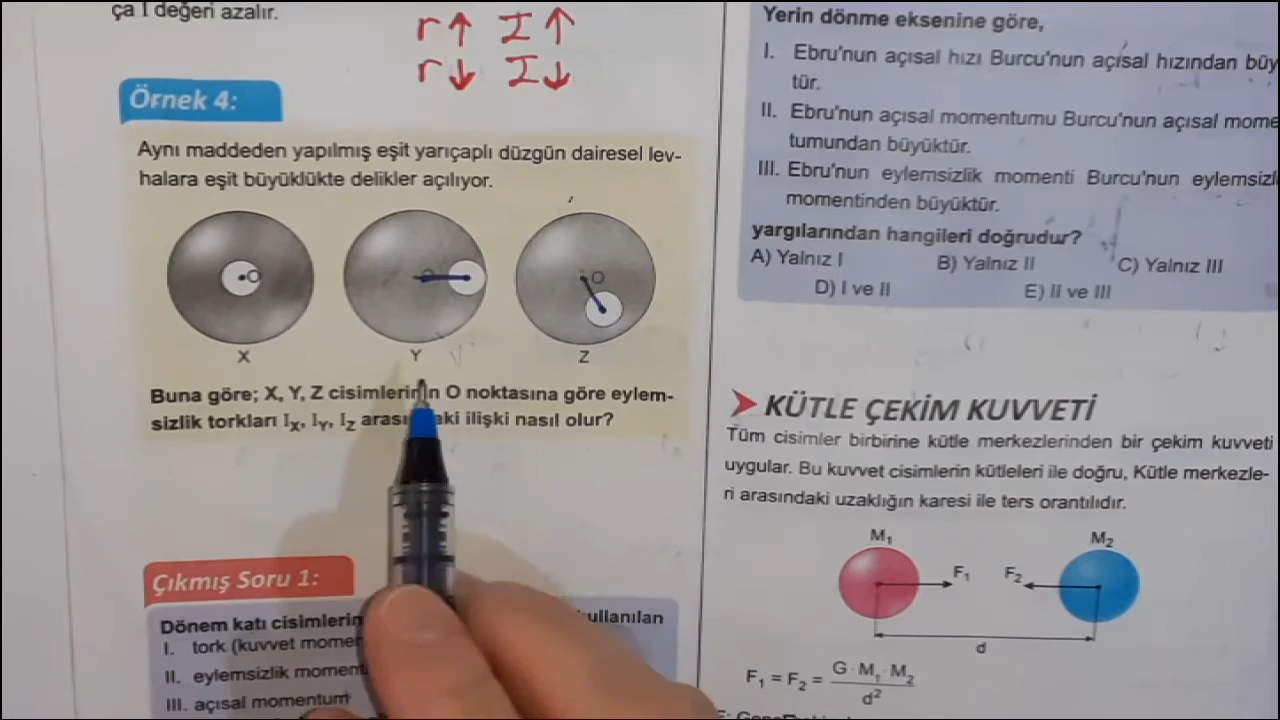 ça I değeri azalır.
r↑ I↑
r↓ I↓
Örnek 4:
Aynı maddeden yapılmış eşit yarıçaplı düzgün dairesel lev-
halara eşit büyüklükte delikler açılıyor.
O
O
X
Y
Z
Buna göre; X, Y, Z cisimlerinin O noktasına göre eylem-
sizlik torkları I_X, I_Y, I_Z arasındaki ilişki nasıl olur?
Çıkmış Soru 1:
Dönem katı cisimlerin kullanılan
I. tork (kuvvet
II. eylemsizlik
III. açısal momentum
Yerin dönme eksenine göre,
I. Ebru'nun açısal hızı Burcu'nun açısal hızından büy
tür.
II. Ebru'nun açısal momentumu Burcu'nun açısal mome
tumundan büyüktür.
III. Ebru'nun eylemsizlik momenti Burcu'nun eylemsizl
momentinden büyüktür.
yargılarından hangileri doğrudur?
A) Yalnız I B) Yalnız II C) Yalnız III
D) I ve II E) II ve III
KÜTLE ÇEKİM KUVVETİ
Tüm cisimler birbirine kütle merkezlerinden bir çekim kuvveti
uygular. Bu kuvvet cisimlerin kütleleri ile doğru, Kütle merkezle-
ri arasındaki uzaklığın karesi ile ters orantılıdır.
M₁ M₂
F₁ F₂
d
F₁ = F₂ = G · M₁ · M₂ / d²